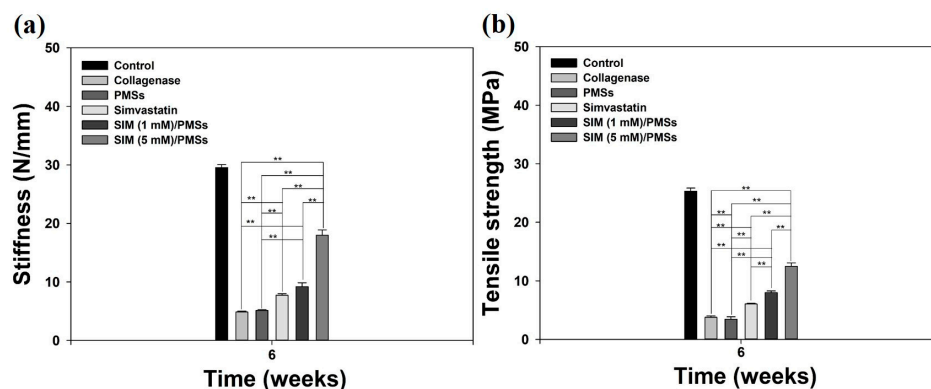 (a)
Stiffness (N/mm)
50
40
30
20
10
0
Control
Collagenase
PMSs
Simvastatin
SIM (1 mM)/PMSs
SIM (5 mM)/PMSs
**
**
**
** **
**
** **
**
6
Time (weeks)
(b)
Tensile strength (MPa)
50
40
30
20
10
0
Control
Collagenase
PMSs
Simvastatin
SIM (1 mM)/PMSs
SIM (5 mM)/PMSs
**
**
** **
** **
**
** **
**
6
Time (weeks)